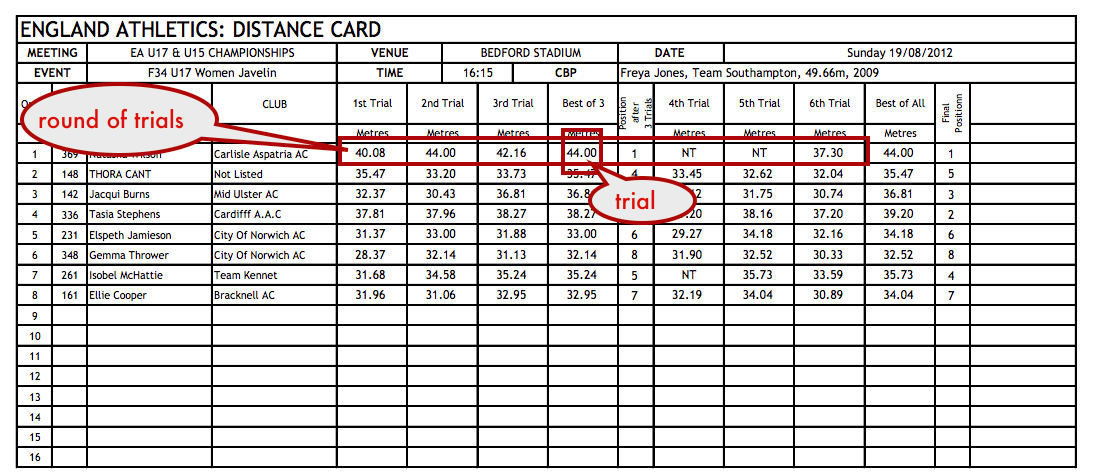 ENGLAND ATHLETICS: DISTANCE CARD
MEETING EA U17 & U15 CHAMPIONSHIPS VENUE BEDFORD STADIUM DATE Sunday 19/08/2012
EVENT F34 U17 Women Javelin TIME 16:15 CBP Freya Jones, Team Southampton, 49.66m, 2009
CLUB 1st Trial 2nd Trial 3rd Trial Best of 3 Position after 3 Trials 4th Trial 5th Trial 6th Trial Best of All Final Positionn
round of trials
Metres Metres Metres Metres Metres Metres Metres Metres
1 369 Carlisle Aspatria AC 40.08 44.00 42.16 44.00 1 NT NT 37.30 44.00 1
2 148 THORA CANT Not Listed 35.47 33.20 33.73 35.47 4 33.45 32.62 32.04 35.47 5
3 142 Jacqui Burns Mid Ulster AC 32.37 30.43 36.81 36.8 31.75 30.74 36.81 3
trial
4 336 Tasia Stephens Cardifff A.A.C 37.81 37.96 38.27 38.27 .20 38.16 37.20 39.20 2
5 231 Elspeth Jamieson City Of Norwich AC 31.37 33.00 31.88 33.00 6 29.27 34.18 32.16 34.18 6
6 348 Gemma Thrower City Of Norwich AC 28.37 32.14 31.13 32.14 8 31.90 32.52 30.33 32.52 8
7 261 Isobel McHattie Team Kennet 31.68 34.58 35.24 35.24 5 NT 35.73 33.59 35.73 4
8 161 Ellie Cooper Bracknell AC 31.96 31.06 32.95 32.95 7 32.19 34.04 30.89 34.04 7
9
10
11
12
13
14
15
16